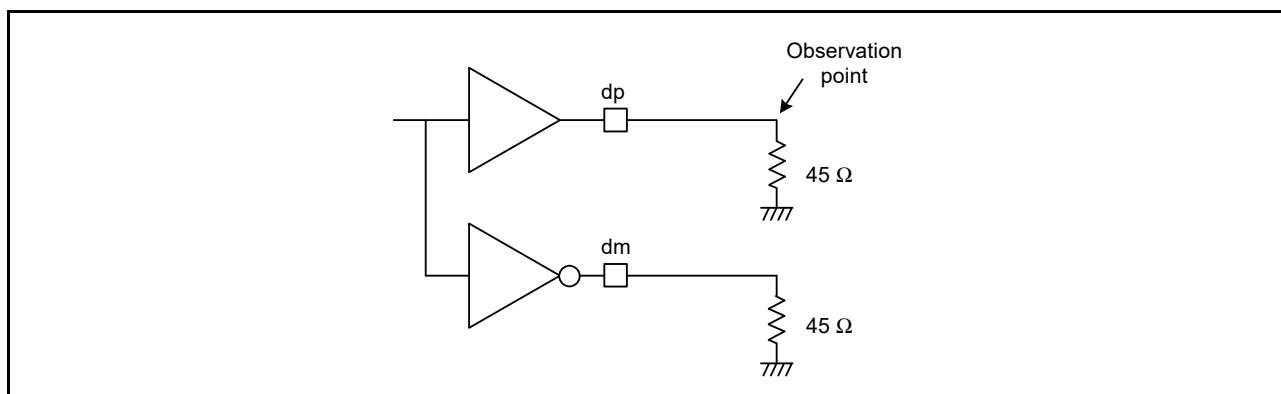 Observation
point
dp
45 Ω
dm
45 Ω